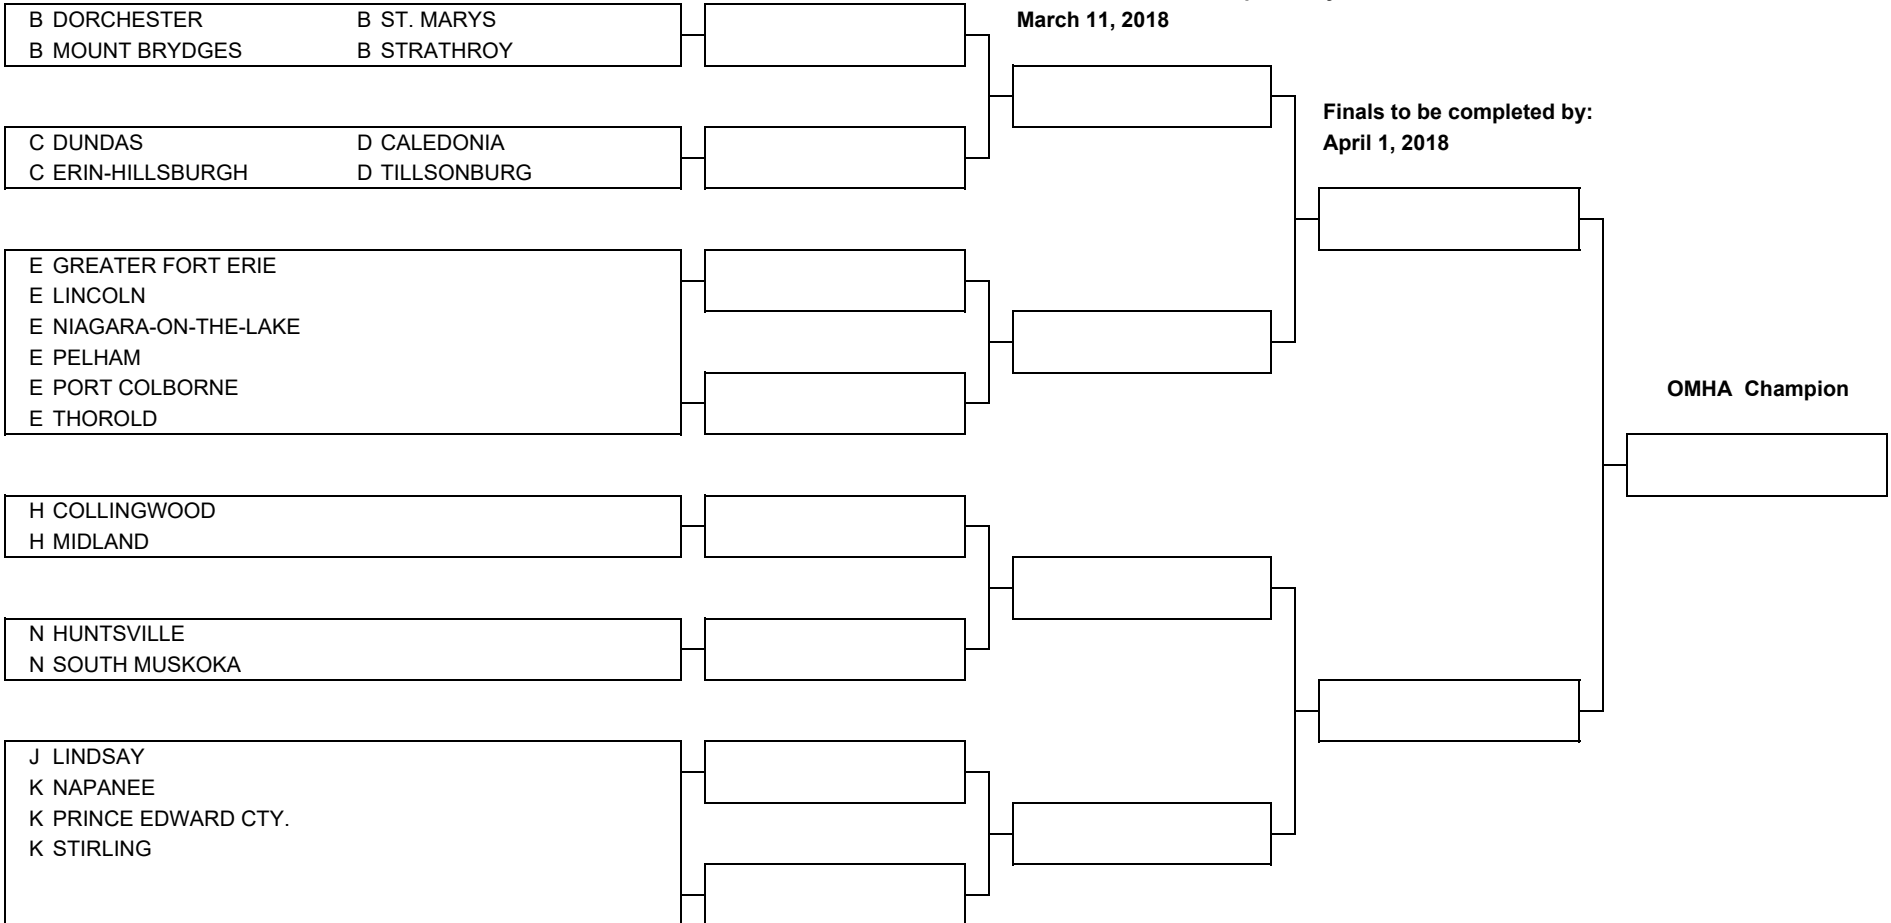 March 11, 2018
B DORCHESTER B ST. MARYS
B MOUNT BRYDGES B STRATHROY
Finals to be completed by:
April 1, 2018
C DUNDAS D CALEDONIA
C ERIN-HILLSBURGH D TILLSONBURG
E GREATER FORT ERIE
E LINCOLN
E NIAGARA-ON-THE-LAKE
E PELHAM
E PORT COLBORNE
E THOROLD
OMHA Champion
H COLLINGWOOD
H MIDLAND
N HUNTSVILLE
N SOUTH MUSKOKA
J LINDSAY
K NAPANEE
K PRINCE EDWARD CTY.
K STIRLING